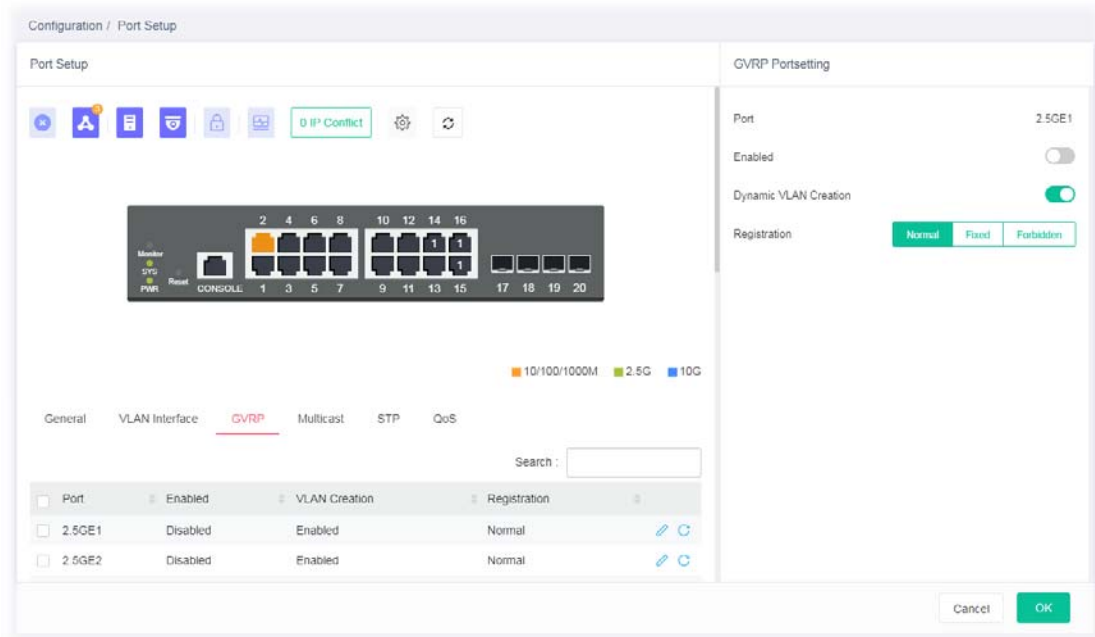 Configuration / Port Setup
Port Setup
GVRP Portsetting
0 IP Conflict
Port 2.5GE1
Enabled
Dynamic VLAN Creation
Registration Normal Fixed Forbidden
2 4 6 8 10 12 14 16
1 1
1
Monitor
SYS
PWR
Reset
CONSOLE
1 3 5 7 9 11 13 15 17 18 19 20
10/100/1000M 2.5G 10G
General VLAN Interface GVRP Multicast STP QoS
Search :
Port Enabled VLAN Creation Registration
2.5GE1 Disabled Enabled Normal
2.5GE2 Disabled Enabled Normal
Cancel OK